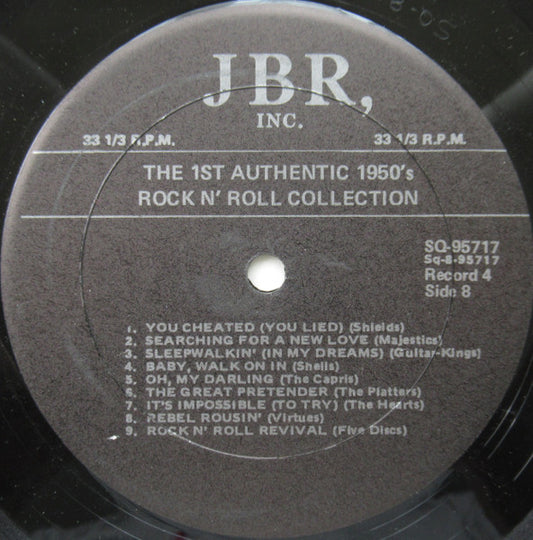 JBR,
INC.
33 1/3 R.P.M. 33 1/3 R.P.M.
THE 1ST AUTHENTIC 1950's
ROCK N' ROLL COLLECTION
SQ-95717
Sq-8-95717
Record 4
Side 8
1. YOU CHEATED (YOU LIED) (Shields)
2. SEARCHING FOR A NEW LOVE (Majestics)
3. SLEEPWALKIN' (IN MY DREAMS) (Guitar-Kings)
4. BABY, WALK ON IN (Shells)
5. OH, MY DARLING (The Capris)
6. THE GREAT PRETENDER (The Platters)
7. IT'S IMPOSSIBLE (TO TRY) (The Hearts)
8. REBEL ROUSIN' (Virtues)
9. ROCK N' ROLL REVIVAL (Five Discs)